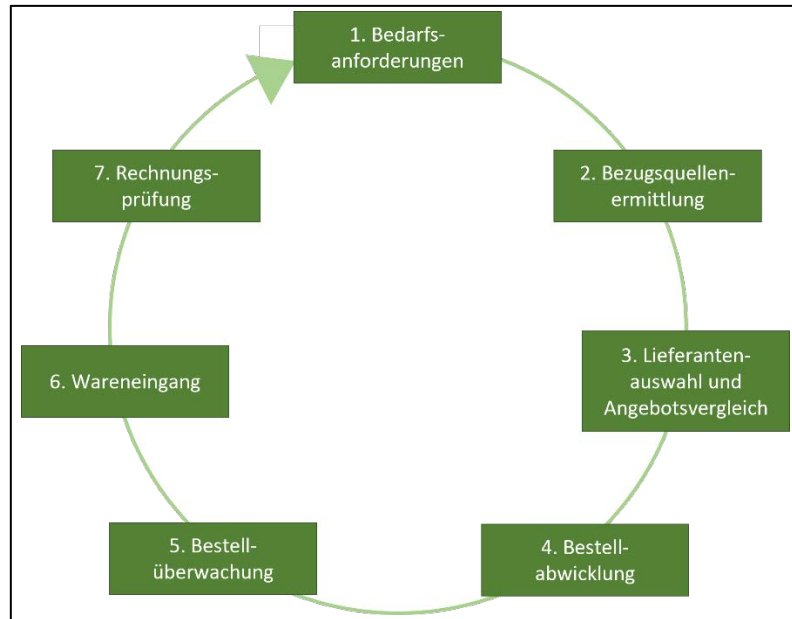 1. Bedarfs-
anforderungen
2. Bezugsquellen-
ermittlung
3. Lieferanten-
auswahl und
Angebotsvergleich
4. Bestell-
abwicklung
5. Bestell-
überwachung
6. Wareneingang
7. Rechnungs-
prüfung